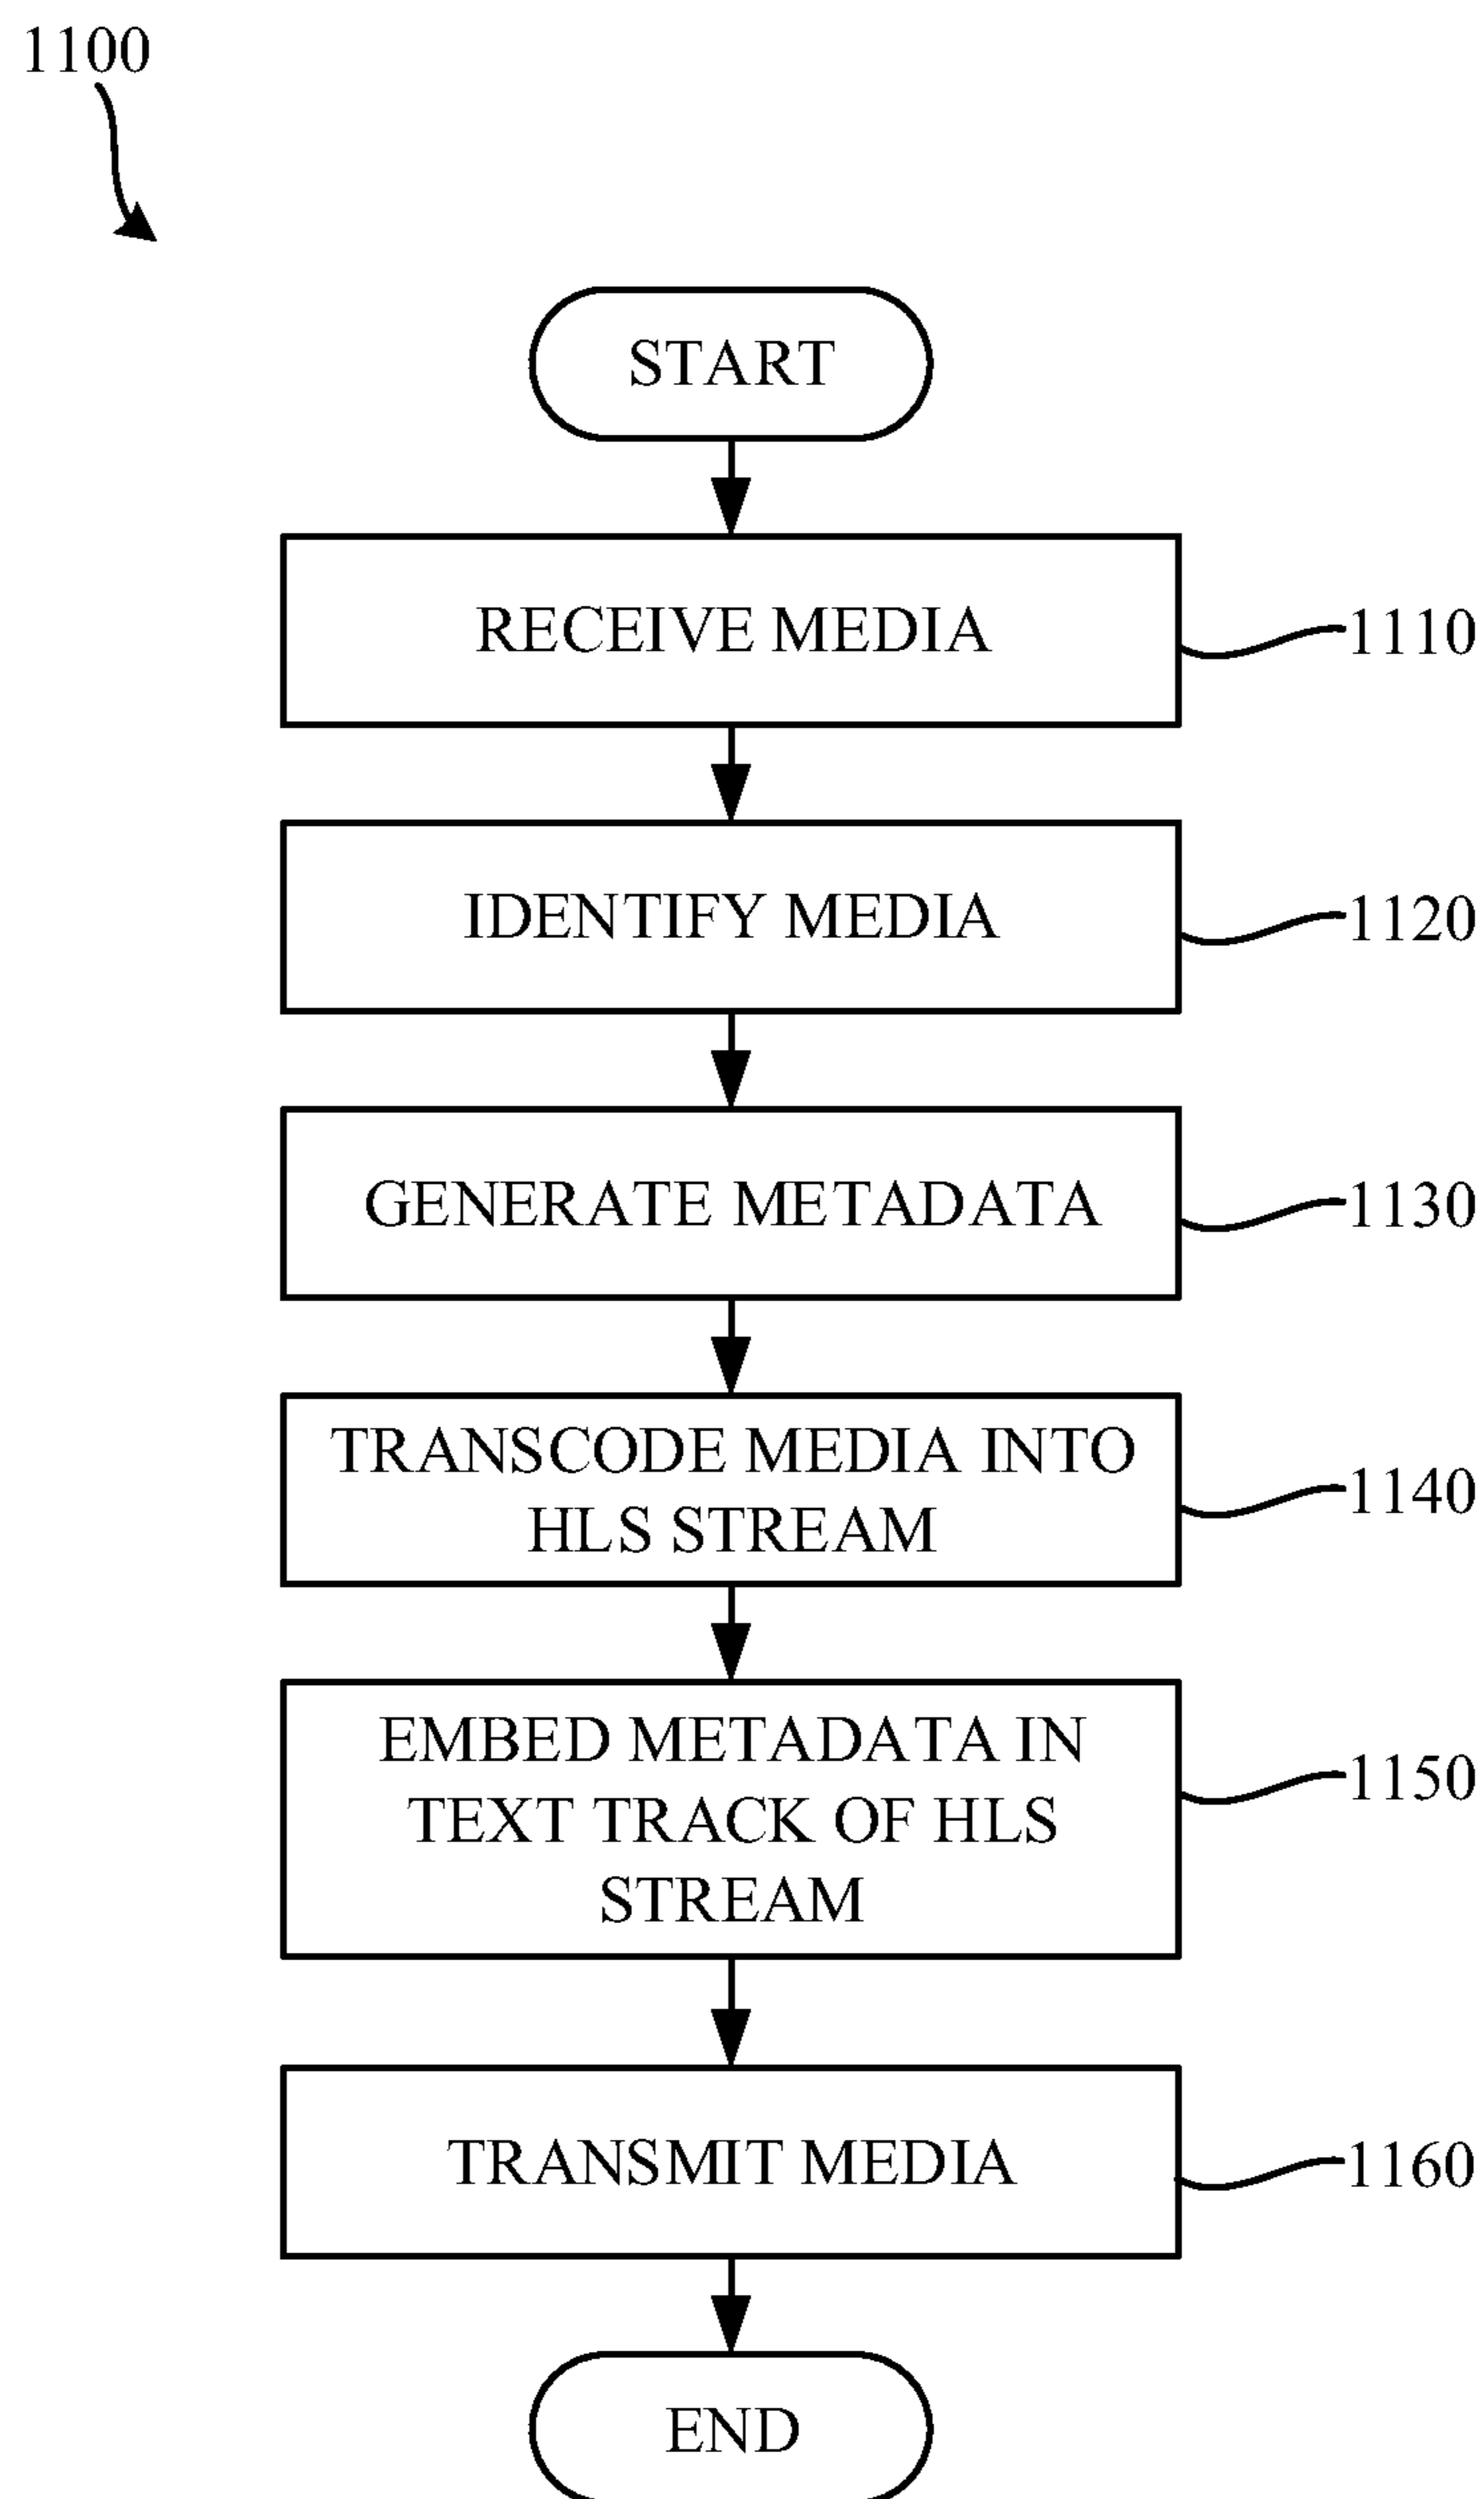 1100
START
RECEIVE MEDIA
1110
IDENTIFY MEDIA
1120
GENERATE METADATA
1130
TRANSCODE MEDIA INTO
HLS STREAM
1140
EMBED METADATA IN
TEXT TRACK OF HLS
STREAM
1150
TRANSMIT MEDIA
1160
END